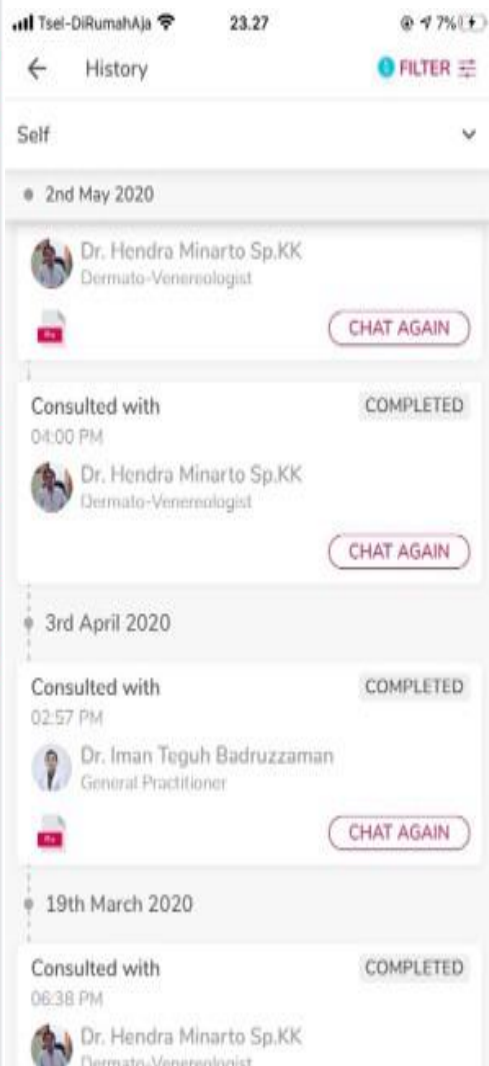 Tsel-DiRumahAja 23.27 7%
History FILTER
Self
2nd May 2020
Dr. Hendra Minarto Sp.KK
Dermato-Venereologist
CHAT AGAIN
Consulted with COMPLETED
04:00 PM
Dr. Hendra Minarto Sp.KK
Dermato-Venereologist
CHAT AGAIN
3rd April 2020
Consulted with COMPLETED
02:57 PM
Dr. Iman Teguh Badruzzaman
General Practitioner
CHAT AGAIN
19th March 2020
Consulted with COMPLETED
06:38 PM
Dr. Hendra Minarto Sp.KK
Dermato-Venereologist